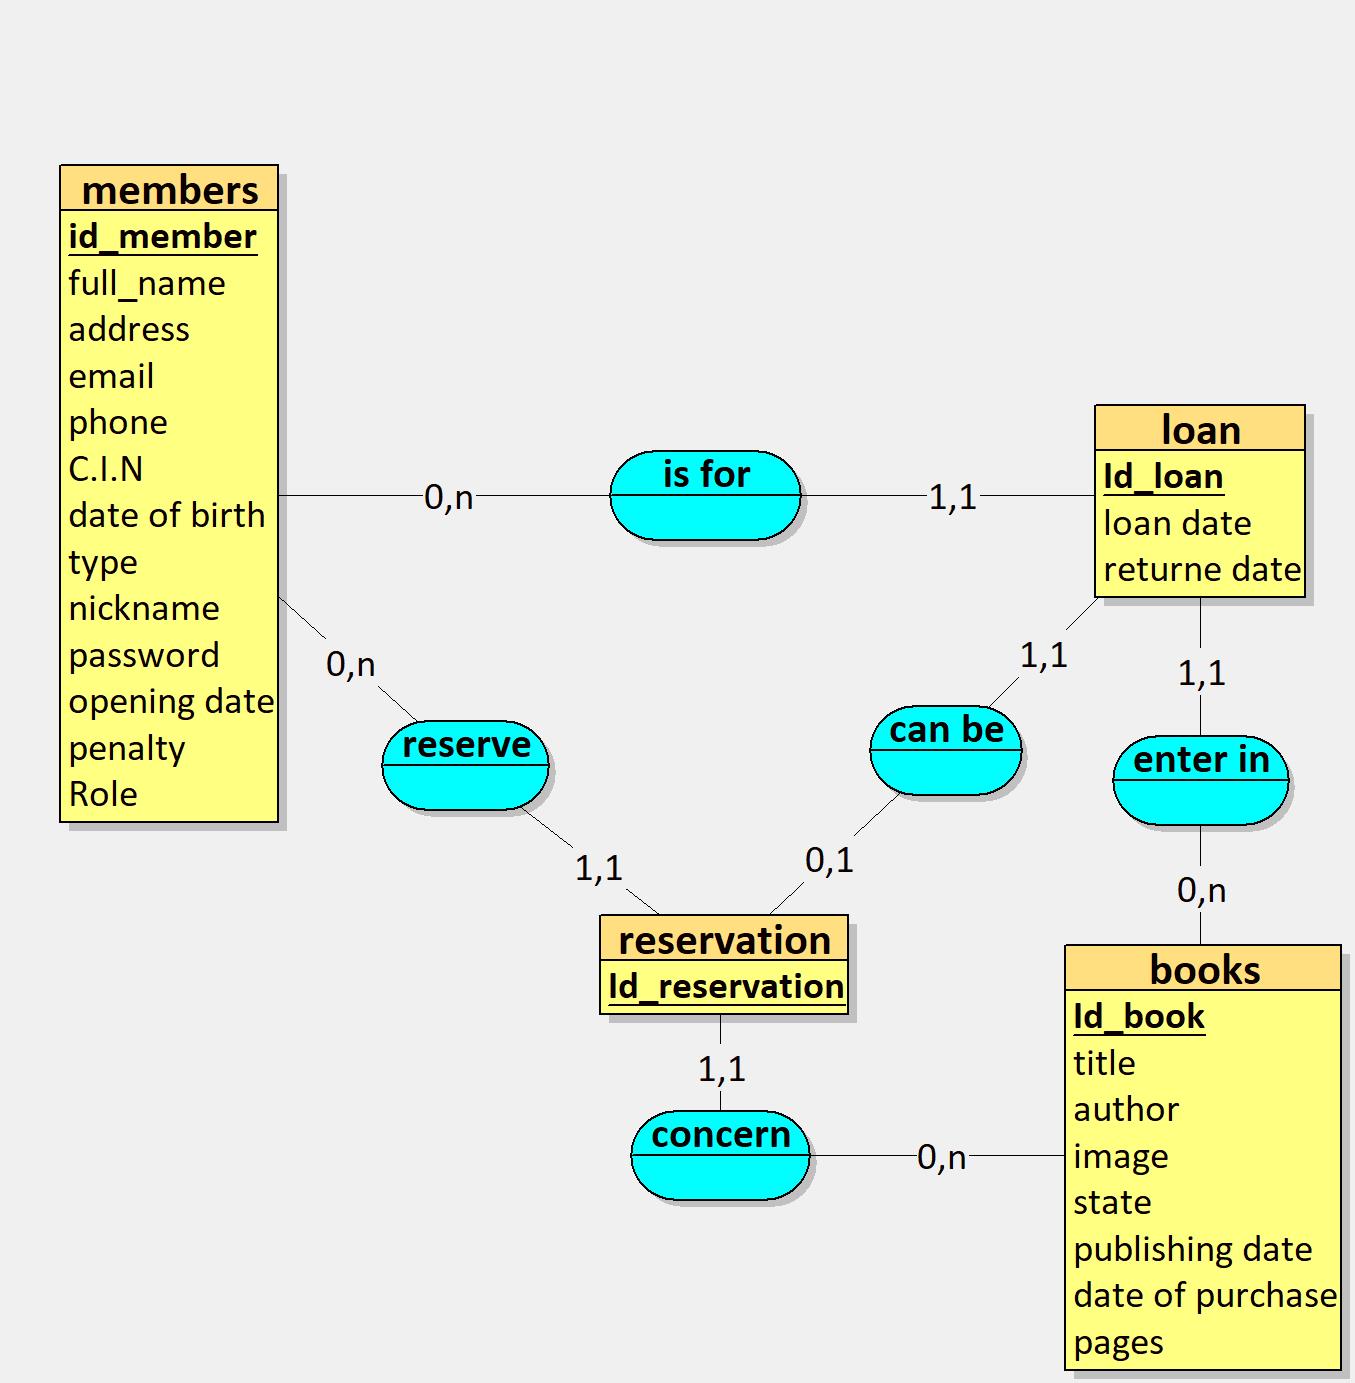 members
id_member
full_name
address
email
phone
C.I.N
date of birth
type
nickname
password
opening date
penalty
Role
0,n
is for
1,1
loan
Id_loan
loan date
returne date
0,n
reserve
1,1
1,1
can be
0,1
1,1
enter in
0,n
reservation
Id_reservation
1,1
concern
0,n
books
Id_book
title
author
image
state
publishing date
date of purchase
pages